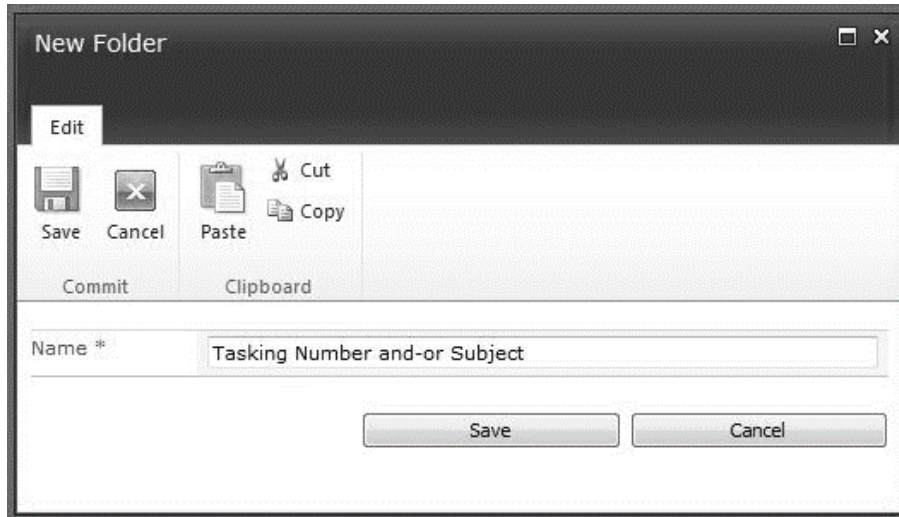 New Folder
Edit
Save
Cancel
Paste
Cut
Copy
Commit
Clipboard
Name *
Tasking Number and-or Subject
Save
Cancel